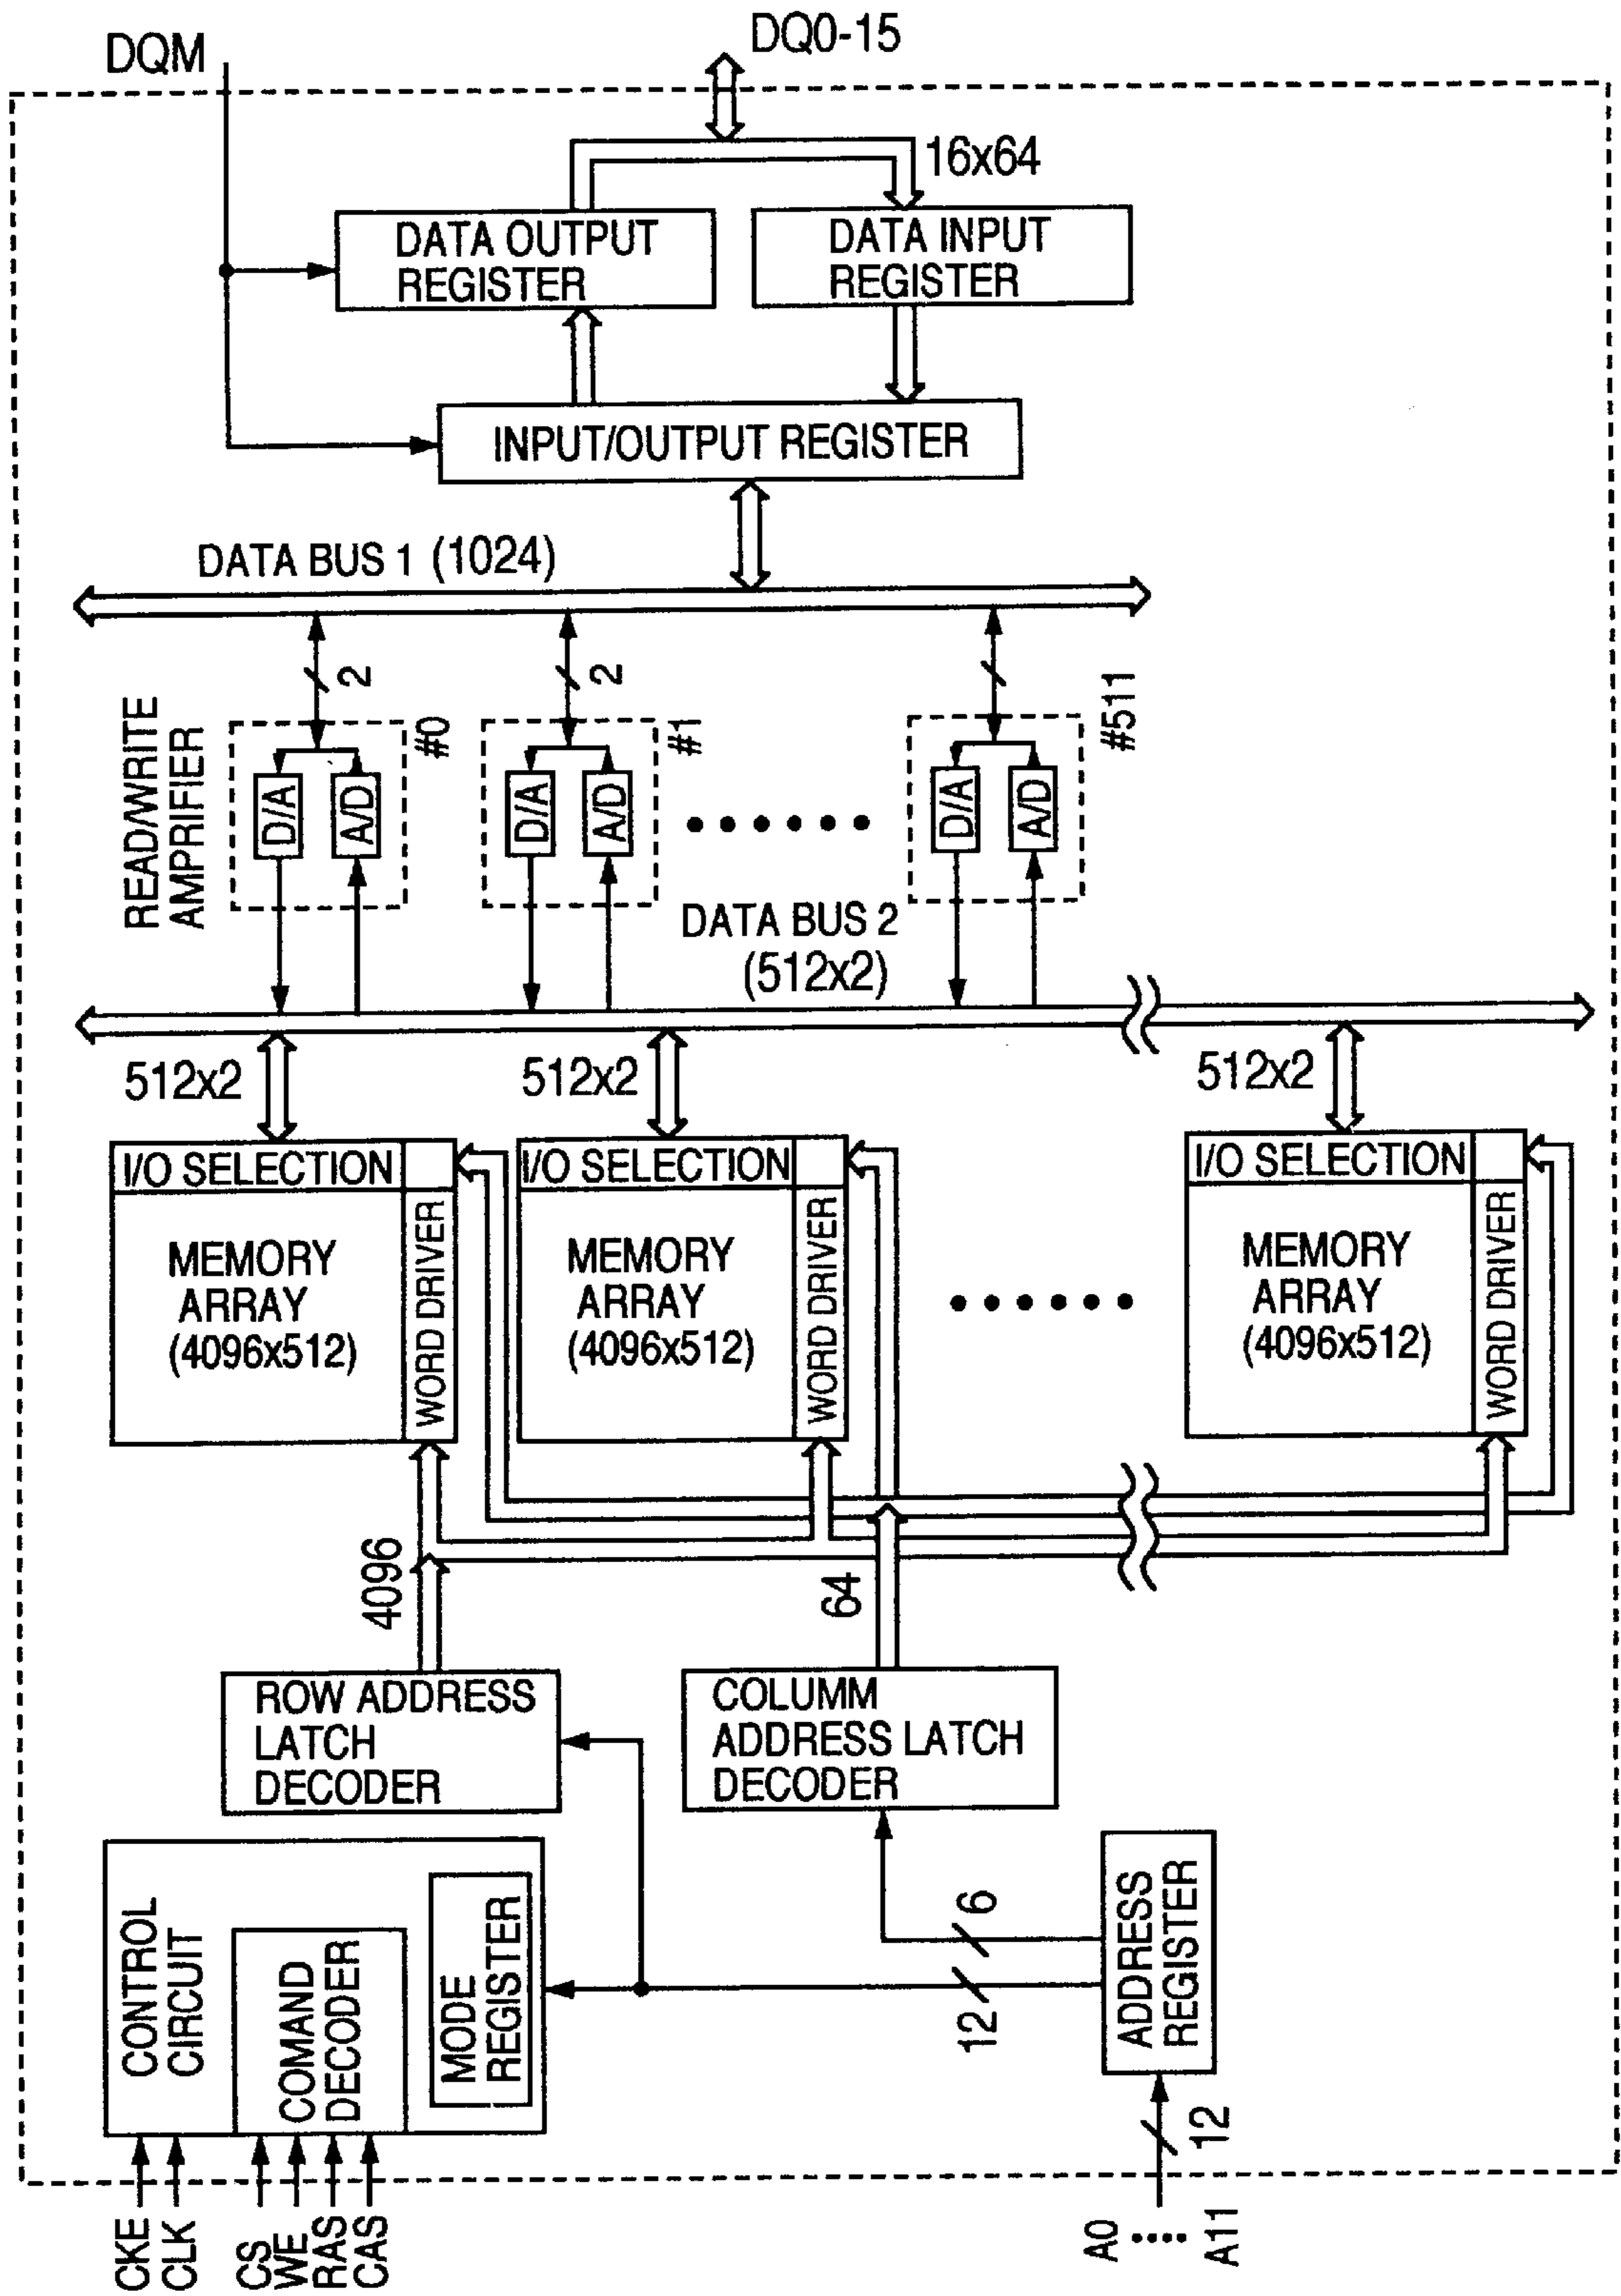 DQM
DQ0-15
16x64
DATA OUTPUT
REGISTER
DATA INPUT
REGISTER
INPUT/OUTPUT REGISTER
DATA BUS 1 (1024)
2
2
READ/WRITE
AMPRIFIER
D/A
A/D
#0
D/A
A/D
#1
D/A
A/D
#511
DATA BUS 2
(512x2)
512x2
512x2
512x2
I/O SELECTION
MEMORY
ARRAY
(4096x512)
WORD DRIVER
I/O SELECTION
MEMORY
ARRAY
(4096x512)
WORD DRIVER
I/O SELECTION
MEMORY
ARRAY
(4096x512)
WORD DRIVER
4096
64
ROW ADDRESS
LATCH
DECODER
COLUMM
ADDRESS LATCH
DECODER
CONTROL
CIRCUIT
COMAND
DECODER
MODE
REGISTER
6
12
ADDRESS
REGISTER
12
CKE
CLK
CS
WE
RAS
CAS
A0
A11